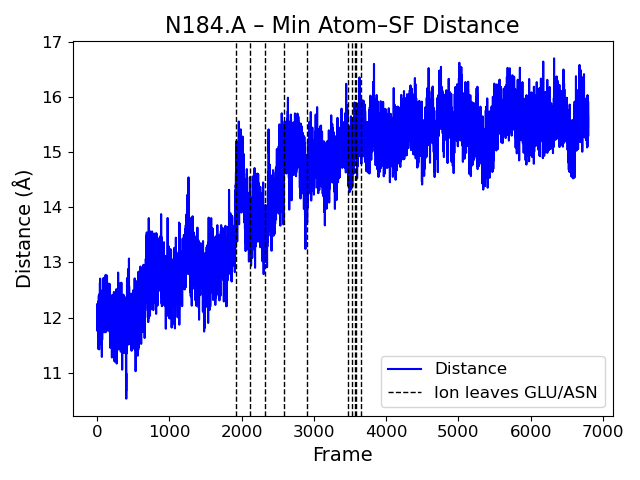 N184.A – Min Atom–SF Distance
Distance (Å)
17
16
15
14
13
12
11
Distance
Ion leaves GLU/ASN
0 1000 2000 3000 4000 5000 6000 7000
Frame